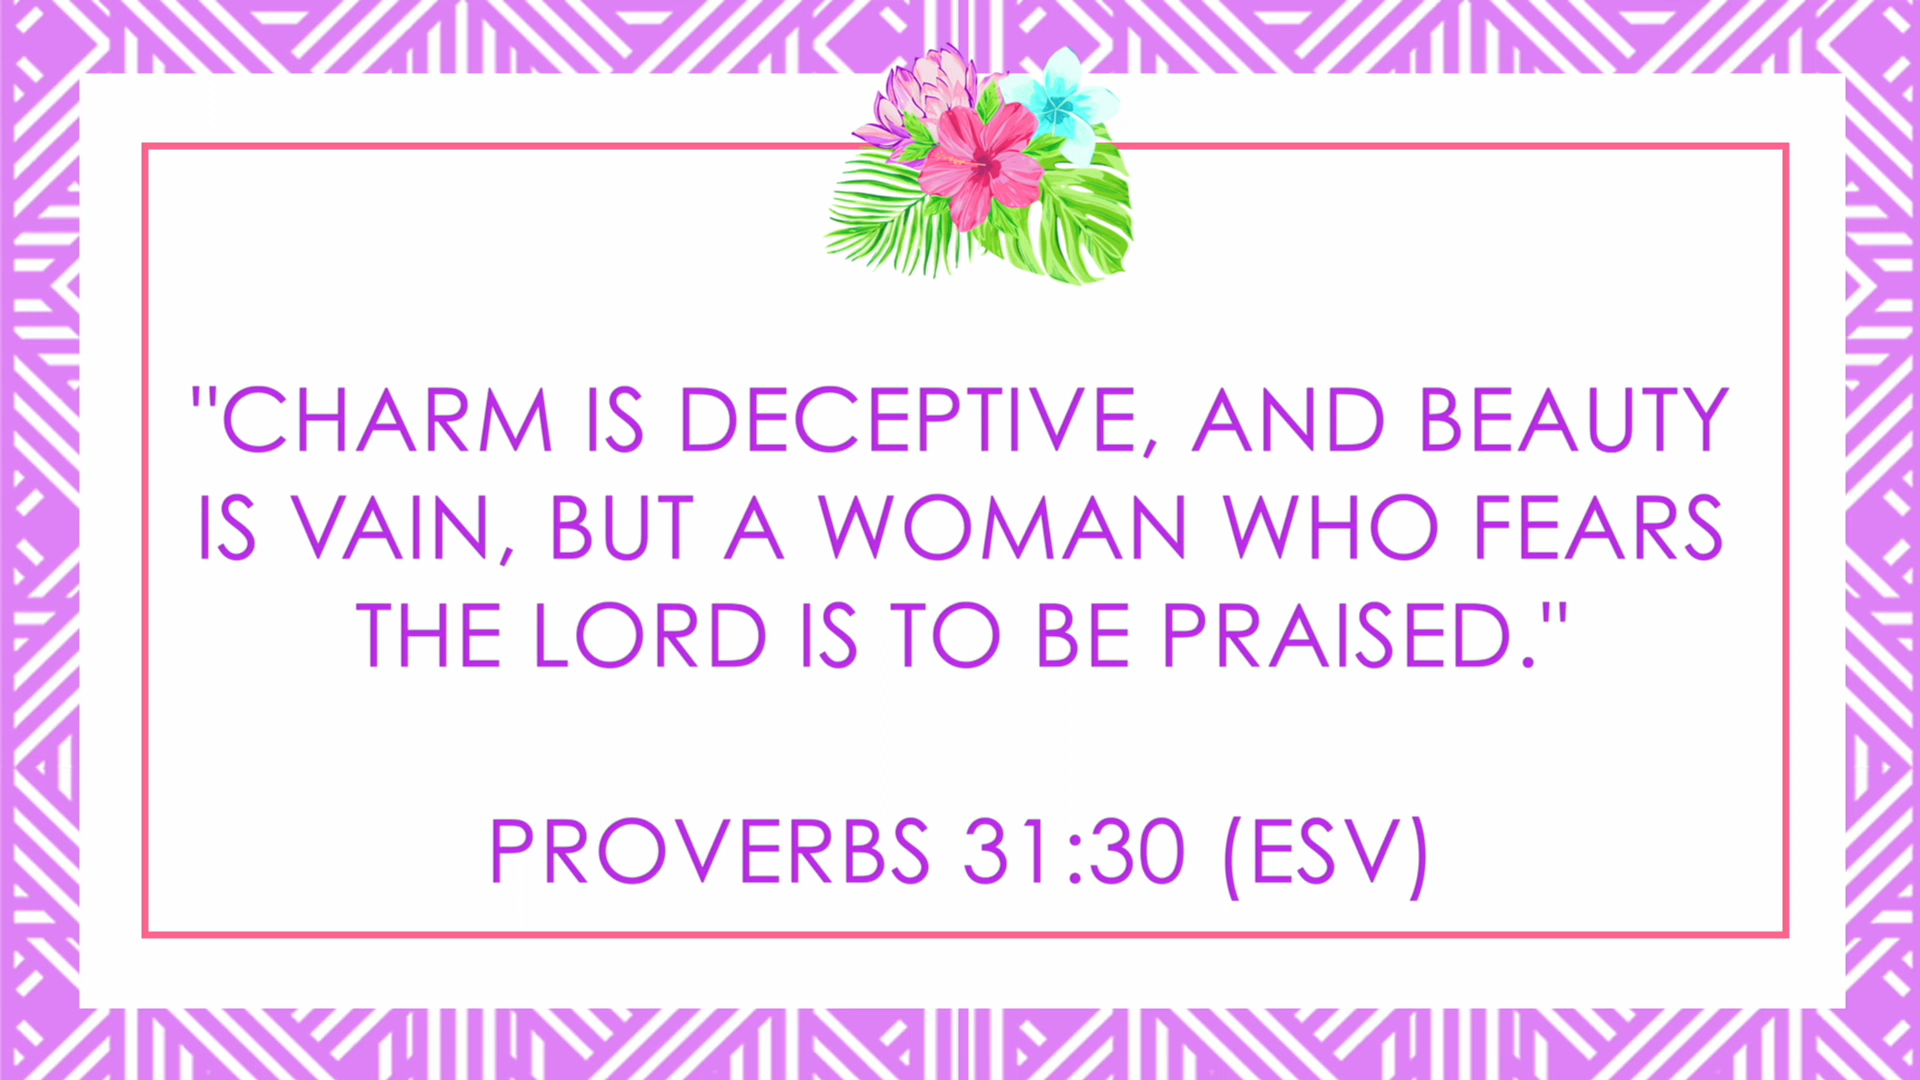 "CHARM IS DECEPTIVE, AND BEAUTY
IS VAIN, BUT A WOMAN WHO FEARS
THE LORD IS TO BE PRAISED."
PROVERBS 31:30 (ESV)